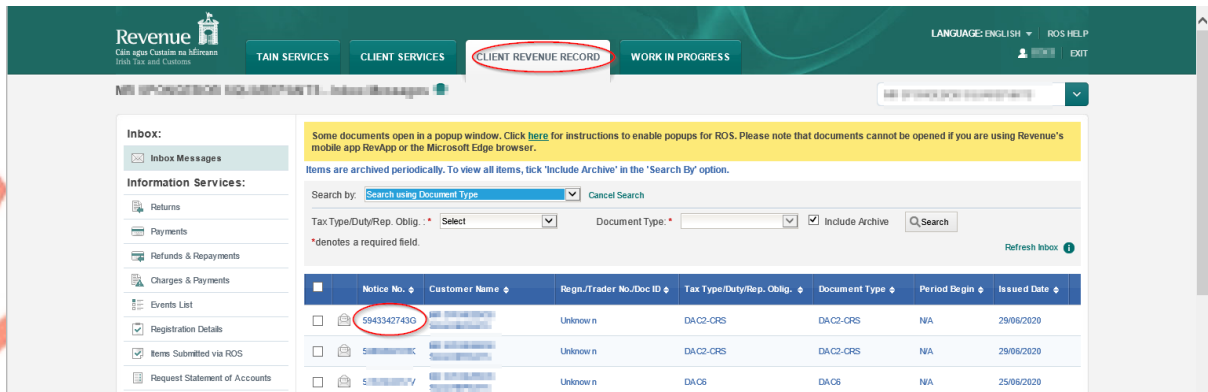 Revenue
Cáin agus Custaim na hÉireann
Irish Tax and Customs
TAIN SERVICES
CLIENT SERVICES
CLIENT REVENUE RECORD
WORK IN PROGRESS
LANGUAGE: ENGLISH
ROS HELP
EXIT
Inbox Messages
Inbox:
Inbox Messages
Information Services:
Returns
Payments
Refunds & Repayments
Charges & Payments
Events List
Registration Details
Items Submitted via ROS
Request Statement of Accounts
Some documents open in a popup window. Click here for instructions to enable popups for ROS. Please note that documents cannot be opened if you are using Revenue's
mobile app RevApp or the Microsoft Edge browser.
Items are archived periodically. To view all items, tick 'Include Archive' in the 'Search By' option.
Search by: Search using Document Type Cancel Search
Tax Type/Duty/Rep. Oblig. : * Select Document Type: * Include Archive Search
*denotes a required field.
Refresh Inbox
Notice No. Customer Name Regn./Trader No./Doc ID Tax Type/Duty/Rep. Oblig. Document Type Period Begin Issued Date
5943342743G Unknown DAC2-CRS DAC2-CRS N/A 29/06/2020
Unknown DAC2-CRS DAC2-CRS N/A 29/06/2020
Unknown DAC6 DAC6 N/A 25/06/2020